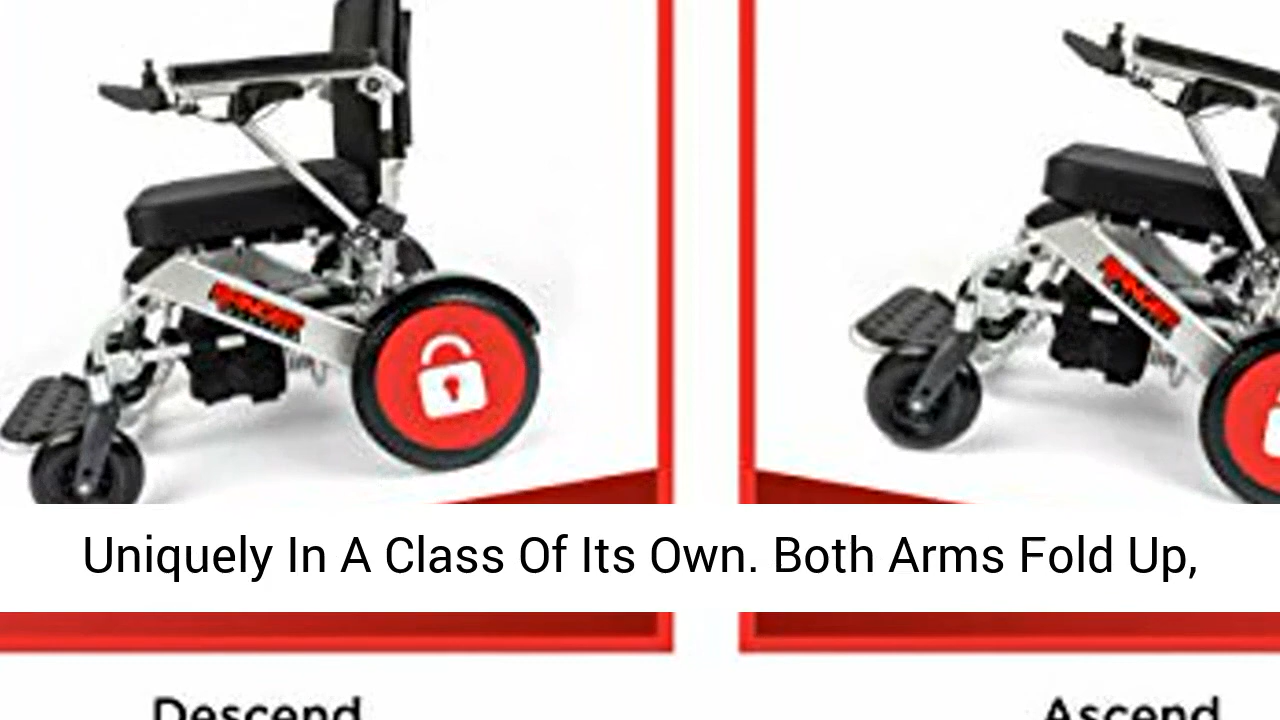 Uniquely In A Class Of Its Own. Both Arms Fold Up,
Descend
Ascend